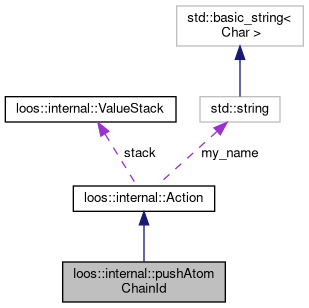 std::basic_string<
Char >
loos::internal::ValueStack
std::string
stack
my_name
loos::internal::Action
loos::internal::pushAtom
ChainId